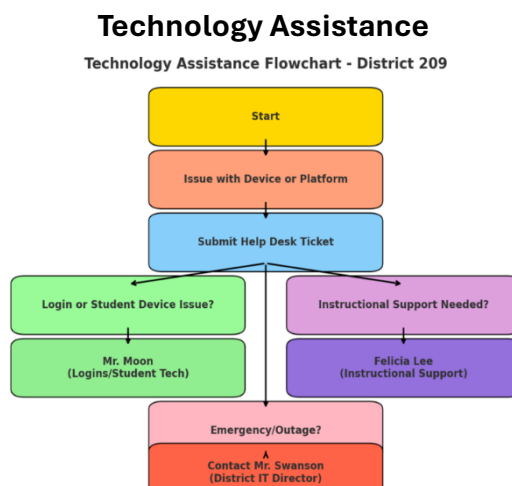 Technology Assistance
Technology Assistance Flowchart - District 209
Start
Issue with Device or Platform
Submit Help Desk Ticket
Login or Student Device Issue?
Instructional Support Needed?
Mr. Moon
(Logins/Student Tech)
Felicia Lee
(Instructional Support)
Emergency/Outage?
Contact Mr. Swanson
(District IT Director)